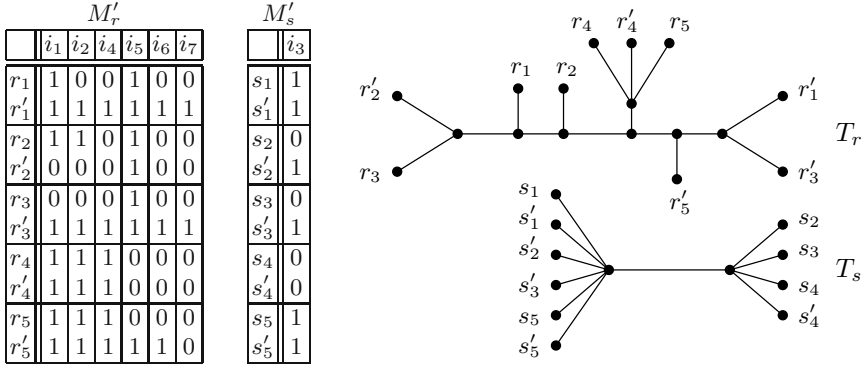 M′r M′s
i1 i2 i4 i5 i6 i7
r1 1 0 0 1 0 0
r′1 1 1 1 1 1 1
r2 1 1 0 1 0 0
r′2 0 0 0 1 0 0
r3 0 0 0 1 0 0
r′3 1 1 1 1 1 1
r4 1 1 1 0 0 0
r′4 1 1 1 0 0 0
r5 1 1 1 0 0 0
r′5 1 1 1 1 1 0
i3
s1 1
s′1 1
s2 0
s′2 1
s3 0
s′3 1
s4 0
s′4 0
s5 1
s′5 1
r4 r′4 r5
r′2 r1 r2 r′1
Tr
r3 r′5 r′3
s1
s′1 s2
s′2 s3
Ts
s′3 s4
s5 s′4
s′5